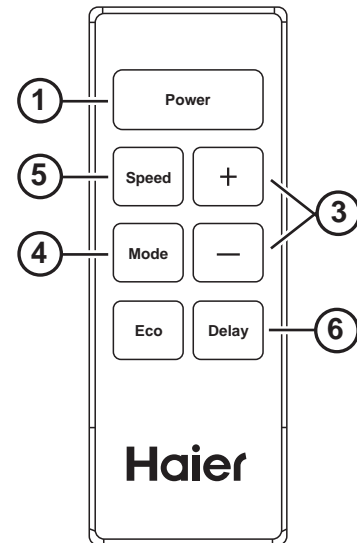 1 Power
5 Speed + 3
4 Mode —
Eco Delay 6
Haier